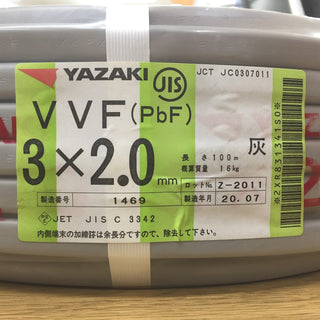 YAZAKI
JIS
JCT JC0307011
VVF(PbF)
灰
3×2.0mm
長さ100m
概算質量 16kg
ロットNo. Z-2011
製造番号 1469
製造年月 20.07
JET JIS C 3342
内側端末の加締詰は余長分ですので、除去して下さい。
*2XR831341S0*